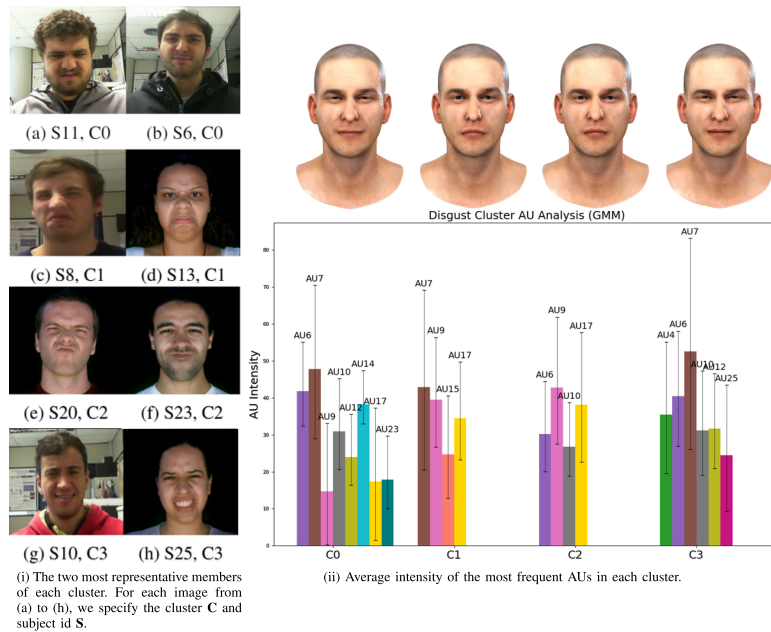 (a) S11, C0
(b) S6, C0
(c) S8, C1
(d) S13, C1
(e) S20, C2
(f) S23, C2
(g) S10, C3
(h) S25, C3
(i) The two most representative members
of each cluster. For each image from
(a) to (h), we specify the cluster C and
subject id S.
Disgust Cluster AU Analysis (GMM)
AU Intensity
80
70
60
50
40
30
20
10
0
AU6
AU7
AU9
AU10
AU12
AU14
AU17
AU23
AU7
AU9
AU15
AU17
AU6
AU9
AU10
AU17
AU4
AU6
AU7
AU10
AU12
AU25
C0
C1
C2
C3
(ii) Average intensity of the most frequent AUs in each cluster.